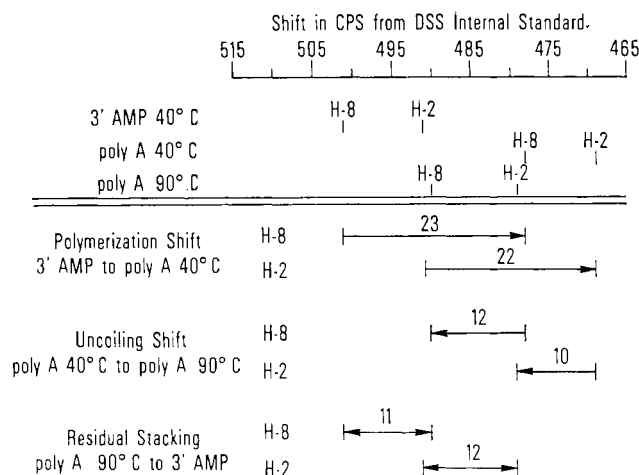 Shift in CPS from DSS Internal Standard.
515 505 495 485 475 465
H-8 H-2
3' AMP 40° C
H-8 H-2
poly A 40° C
H-8 H-2
poly A 90° C
Polymerization Shift H-8 23
3' AMP to poly A 40° C H-2 22
Uncoiling Shift H-8 12
poly A 40° C to poly A 90° C H-2 10
Residual Stacking H-8 11
poly A 90° C to 3' AMP H-2 12